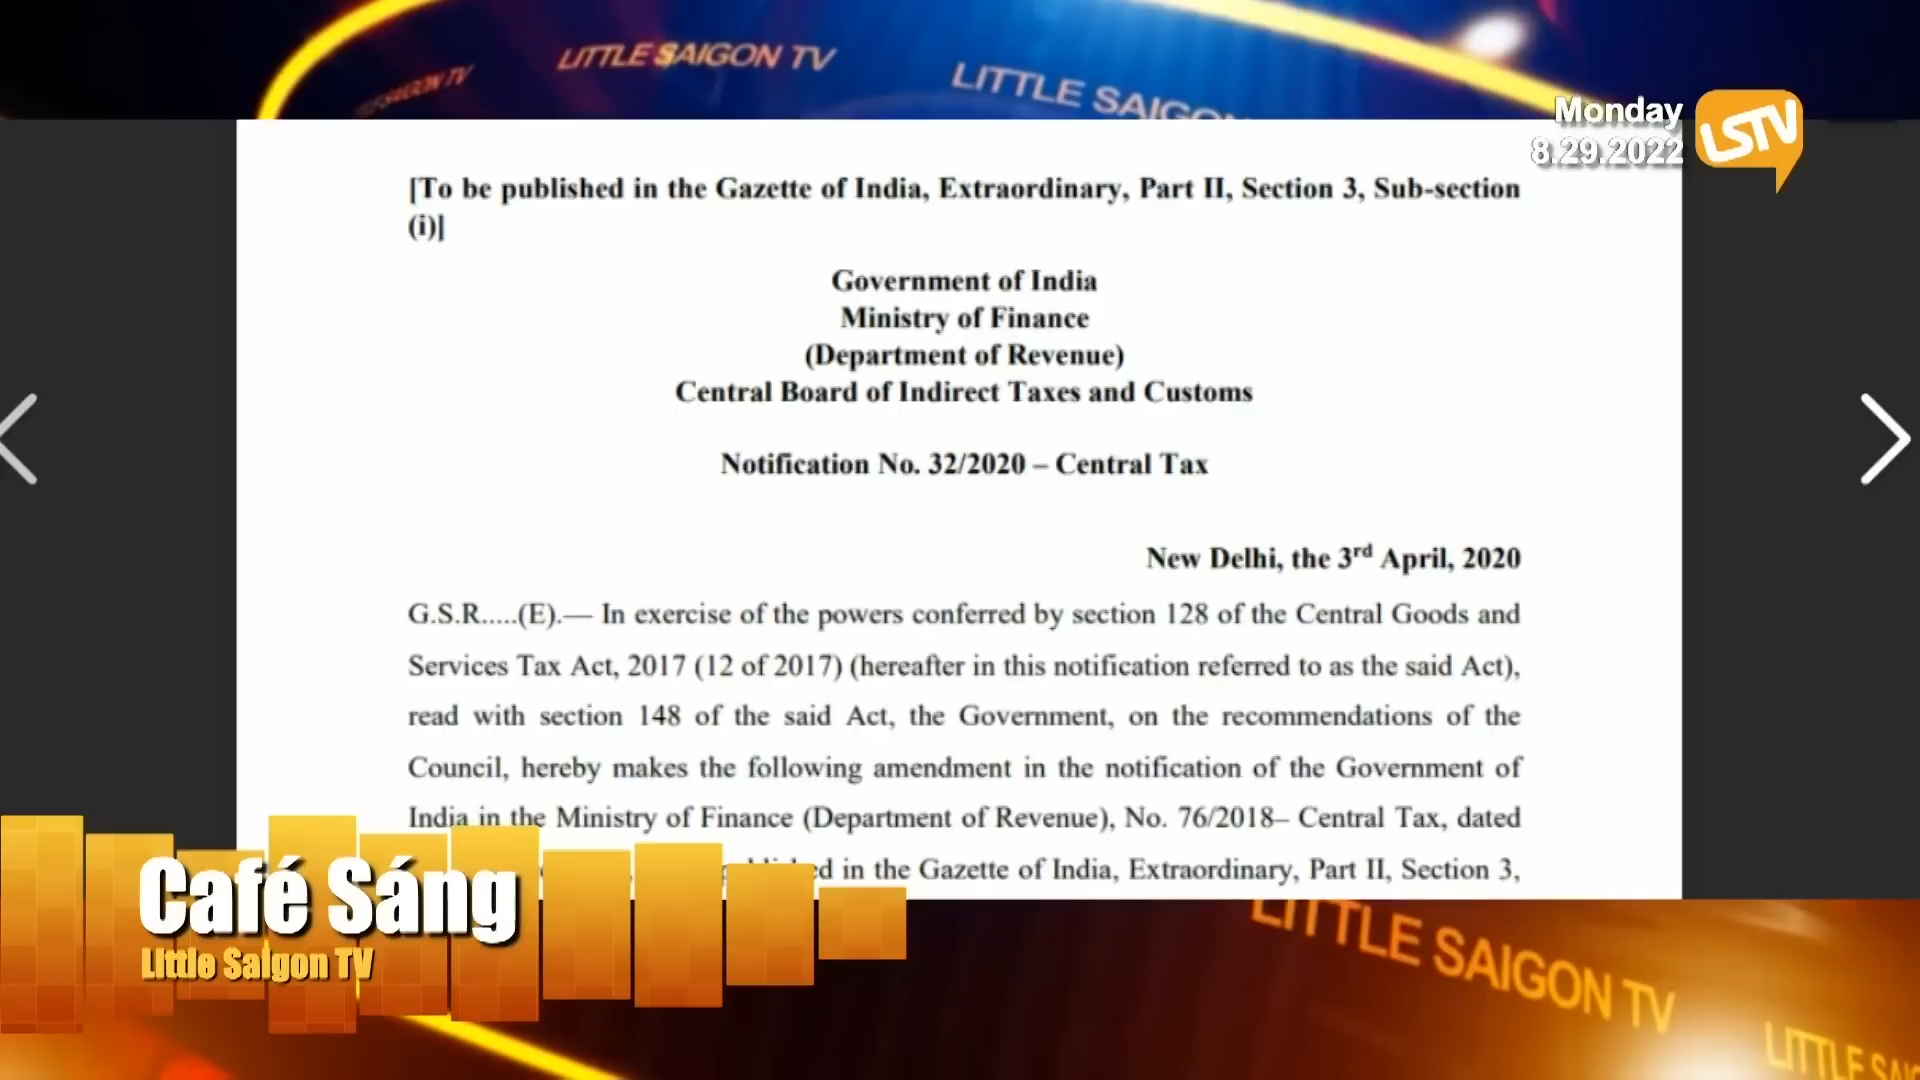 LITTLE SAIGON TV
LITTLE SAIGON TV
LITTLE SAIGON
Monday
8.29.2022
LSTV
[To be published in the Gazette of India, Extraordinary, Part II, Section 3, Sub-section
(i)]
Government of India
Ministry of Finance
(Department of Revenue)
Central Board of Indirect Taxes and Customs
Notification No. 32/2020 – Central Tax
New Delhi, the 3rd April, 2020
G.S.R.....(E).— In exercise of the powers conferred by section 128 of the Central Goods and
Services Tax Act, 2017 (12 of 2017) (hereafter in this notification referred to as the said Act),
read with section 148 of the said Act, the Government, on the recommendations of the
Council, hereby makes the following amendment in the notification of the Government of
India in the Ministry of Finance (Department of Revenue), No. 76/2018– Central Tax, dated
in the Gazette of India, Extraordinary, Part II, Section 3,
Café Sáng
Little Saigon TV
LITTLE SAIGON TV
LITTLE